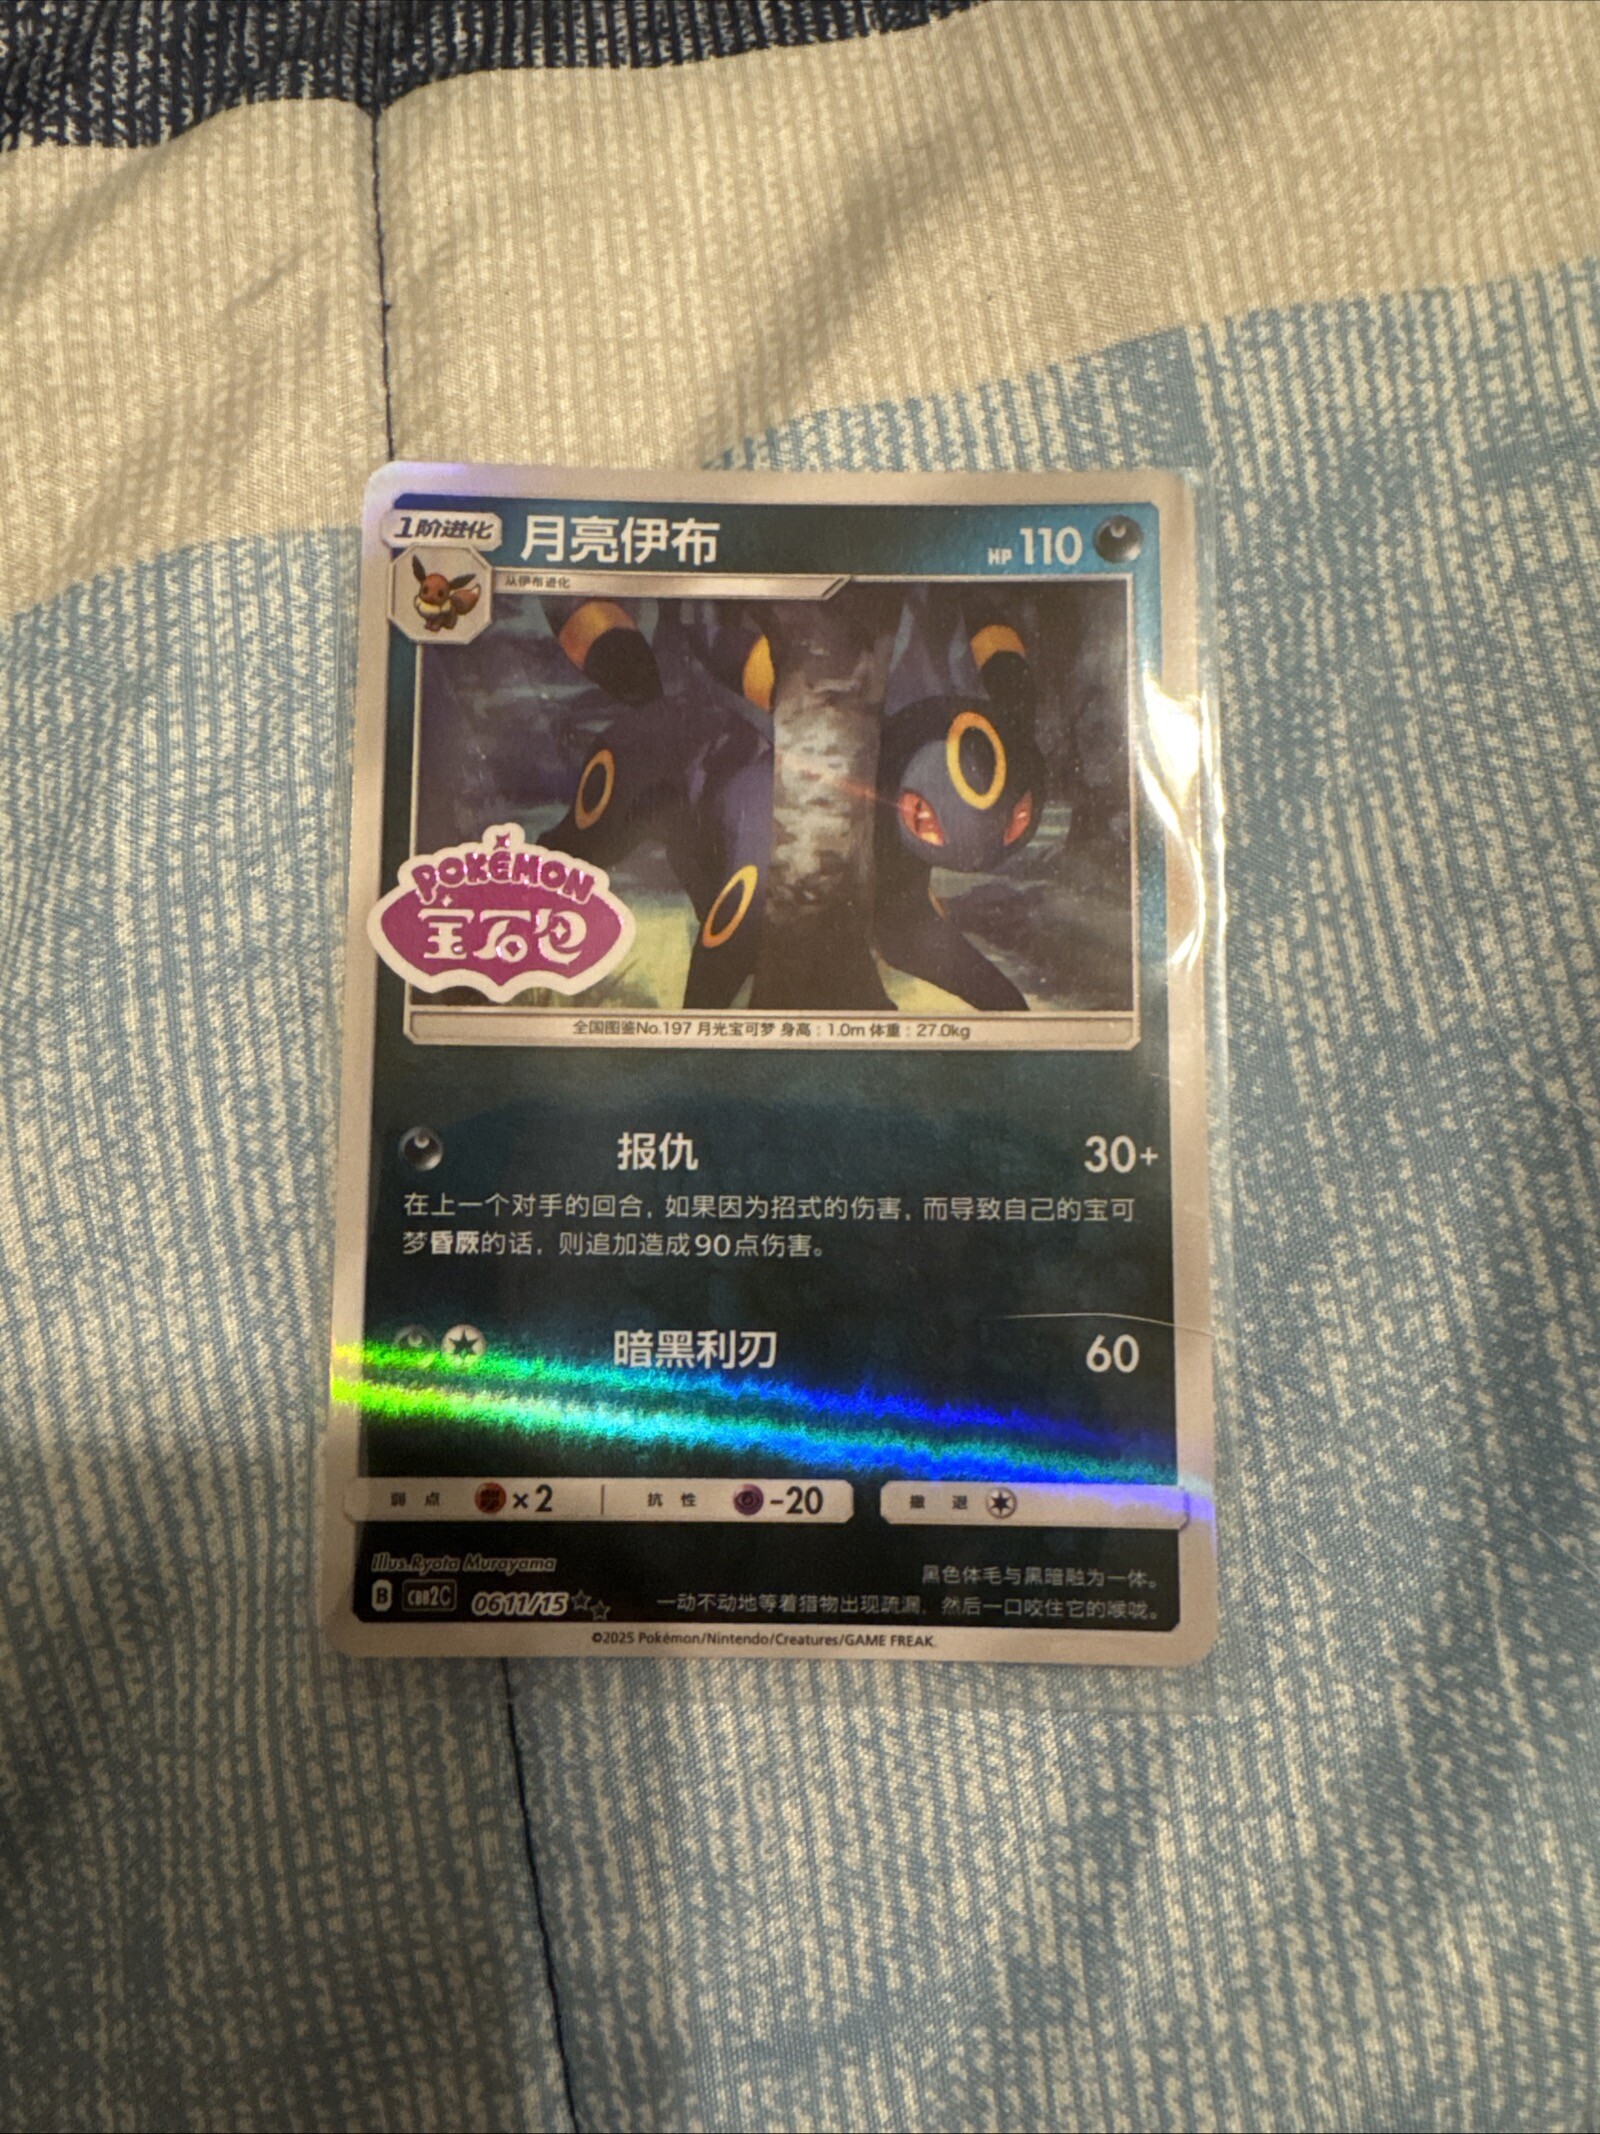 1阶进化
月亮伊布
HP 110
从伊布进化
POKÉMON
宝石包
全国图鉴No.197 月光宝可梦 身高：1.0m 体重：27.0kg
报仇 30+
在上一个对手的回合，如果因为招式的伤害，而导致自己的宝可
梦昏厥的话，则追加造成90点伤害。
暗黑利刃 60
弱点 ×2 抗性 -20 撤退
Illus.Ryota Murayama
B CBB2C 0611/15
黑色体毛与黑暗融为一体。
一动不动地等着猎物出现疏漏，然后一口咬住它的喉咙。
©2025 Pokémon/Nintendo/Creatures/GAME FREAK.